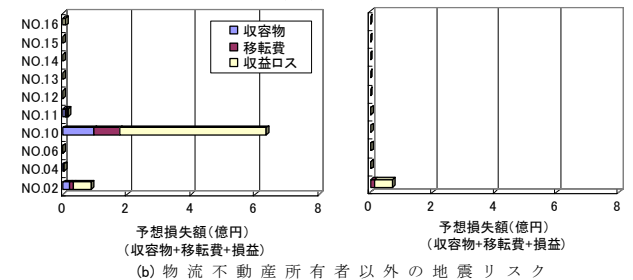 NO.16
NO.15
NO.14
NO.13
NO.12
NO.11
NO.10
NO.06
NO.04
NO.02
収容物
移転費
収益ロス
0 2 4 6 8
予想損失額(億円)
(収容物+移転費+損益)
0 2 4 6 8
予想損失額(億円)
(収容物+移転費+損益)
(b) 物流不動産所有者以外の地震リスク